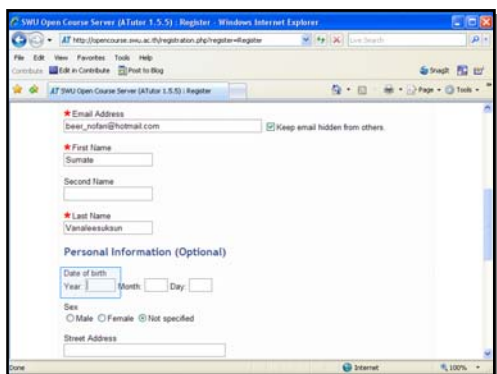 SWU Open Course Server (ATutor 1.5.5) : Register - Windows Internet Explorer
http://opencourse.swu.ac.th/registration.php?register=Register
Live Search
File Edit View Favorites Tools Help
Contribute Edit in Contribute Post to Blog
SnagIt
SWU Open Course Server (ATutor 1.5.5) : Register
Page Tools
Email Address
beer_nofan@hotmail.com
Keep email hidden from others.
First Name
Sumate
Second Name
Last Name
Vanaleesuksun
Personal Information (Optional)
Date of birth
Year: Month: Day:
Sex
Male Female Not specified
Street Address
Done Internet 100%